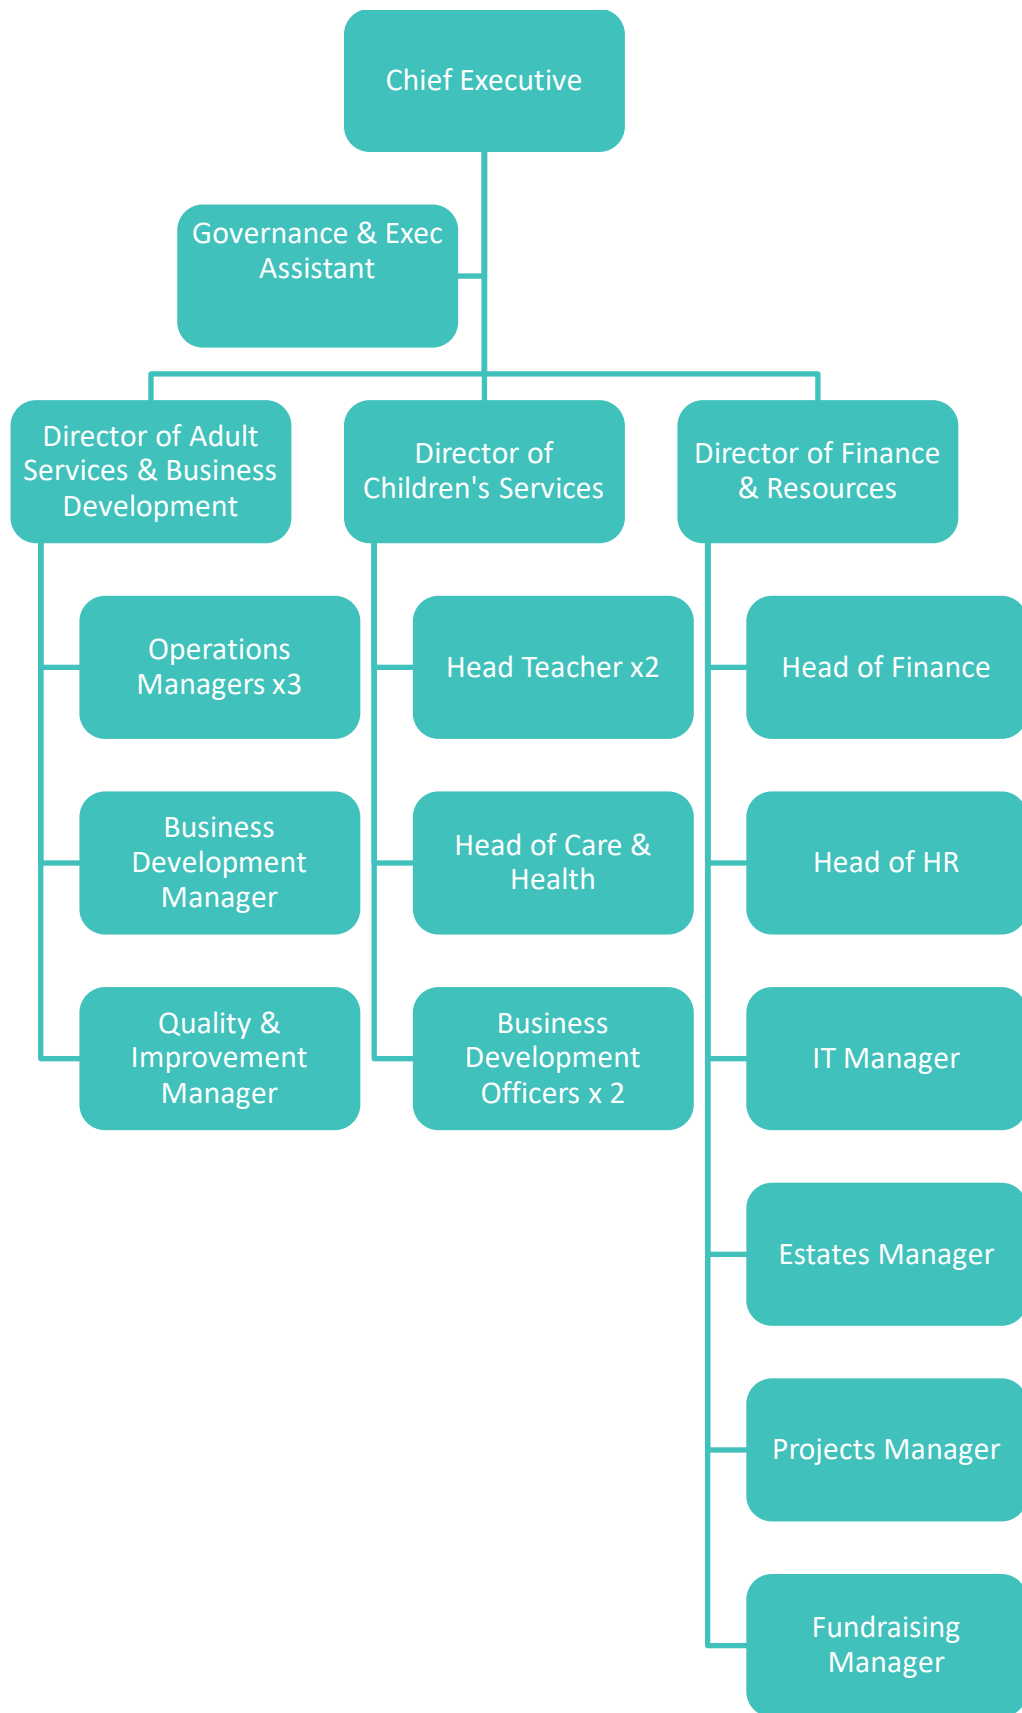 Chief Executive
Governance & Exec
Assistant
Director of Adult
Services & Business
Development
Director of
Children's Services
Director of Finance
& Resources
Operations
Managers x3
Head Teacher x2
Head of Finance
Business
Development
Manager
Head of Care &
Health
Head of HR
Quality &
Improvement
Manager
Business
Development
Officers x 2
IT Manager
Estates Manager
Projects Manager
Fundraising
Manager